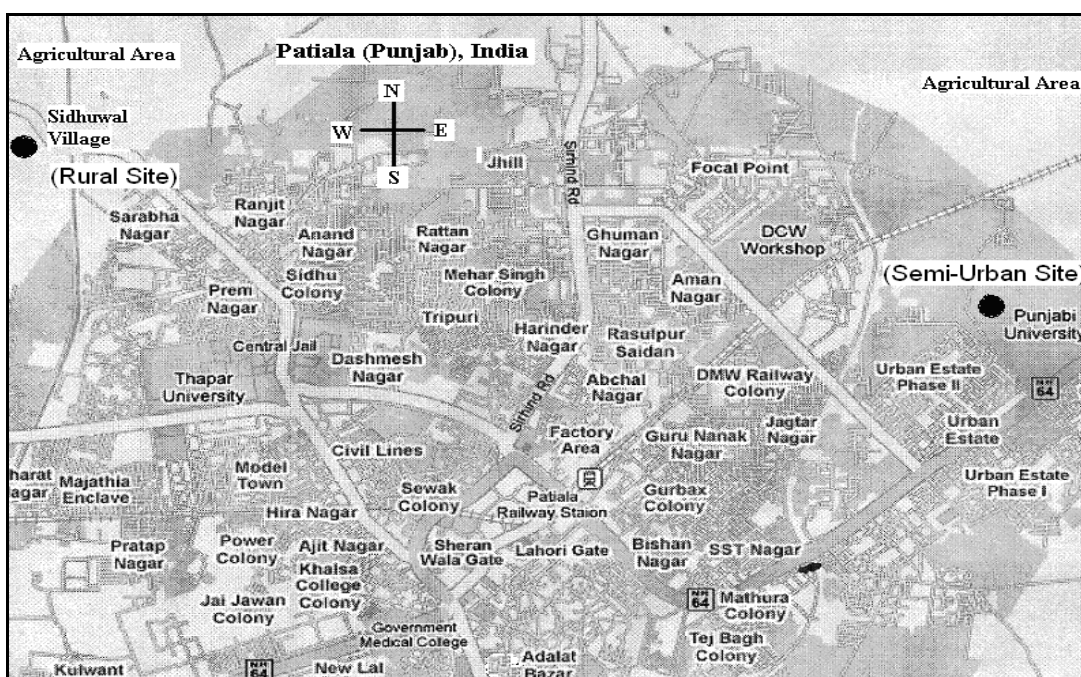 Agricultural Area
Patiala (Punjab), India
Agricultural Area
Sidhuwal
Village
N
W
E
S
(Rural Site)
Jhill
Sirhind Rd
Focal Point
Sarabha
Nagar
Ranjit
Nagar
Anand
Nagar
Rattan
Nagar
Ghuman
Nagar
DCW
Workshop
Sidhu
Colony
Mehar Singh
Colony
Aman
Nagar
(Semi-Urban Site)
Prem
Nagar
Tripuri
Harinder
Nagar
Rasulpur
Saidan
Punjabi
University
Central Jail
Dashmesh
Nagar
Thapar
University
Abchal
Nagar
DMW Railway
Colony
Urban Estate
Phase II
NH
64
Sirhind Rd
Jagtar
Nagar
Urban
Estate
Civil Lines
Factory
Area
Guru Nanak
Nagar
harat
agar
Majathia
Enclave
Model
Town
Sewak
Colony
Patiala
Railway Staion
Gurbax
Colony
Urban Estate
Phase I
Hira Nagar
Pratap
Nagar
Power
Colony
Ajit Nagar
Sheran
Wala Gate
Lahori Gate
Bishan
Nagar
SST Nagar
Khalsa
College
Colony
Jai Jawan
Colony
NH
64
Mathura
Colony
Government
Medical College
Tej Bagh
Colony
Kulwant
NH
64
New Lal
Adalat
Bazar